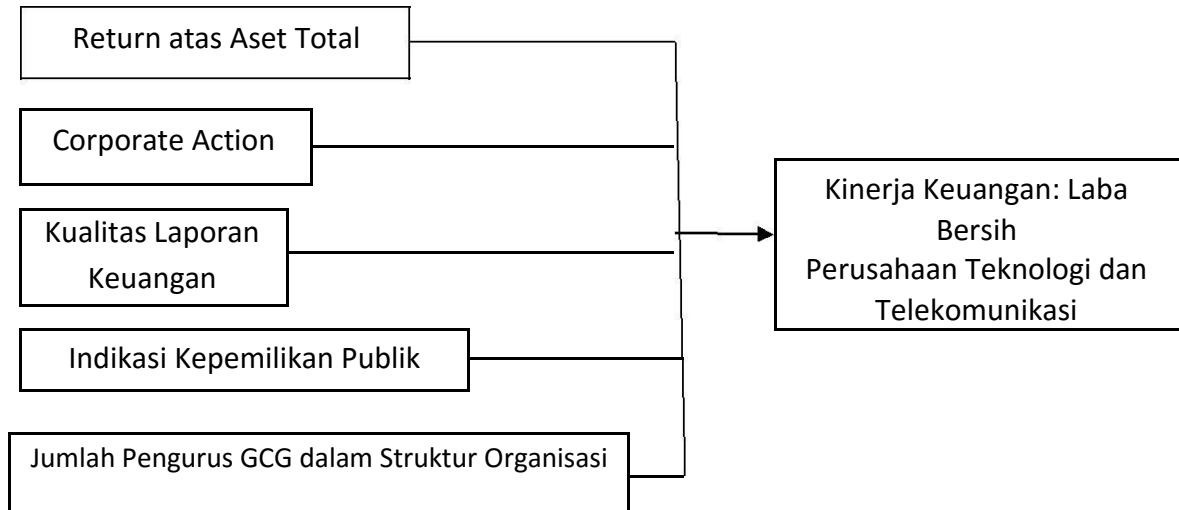 Return atas Aset Total
Corporate Action
Kualitas Laporan
Keuangan
Indikasi Kepemilikan Publik
Jumlah Pengurus GCG dalam Struktur Organisasi
Kinerja Keuangan: Laba
Bersih
Perusahaan Teknologi dan
Telekomunikasi